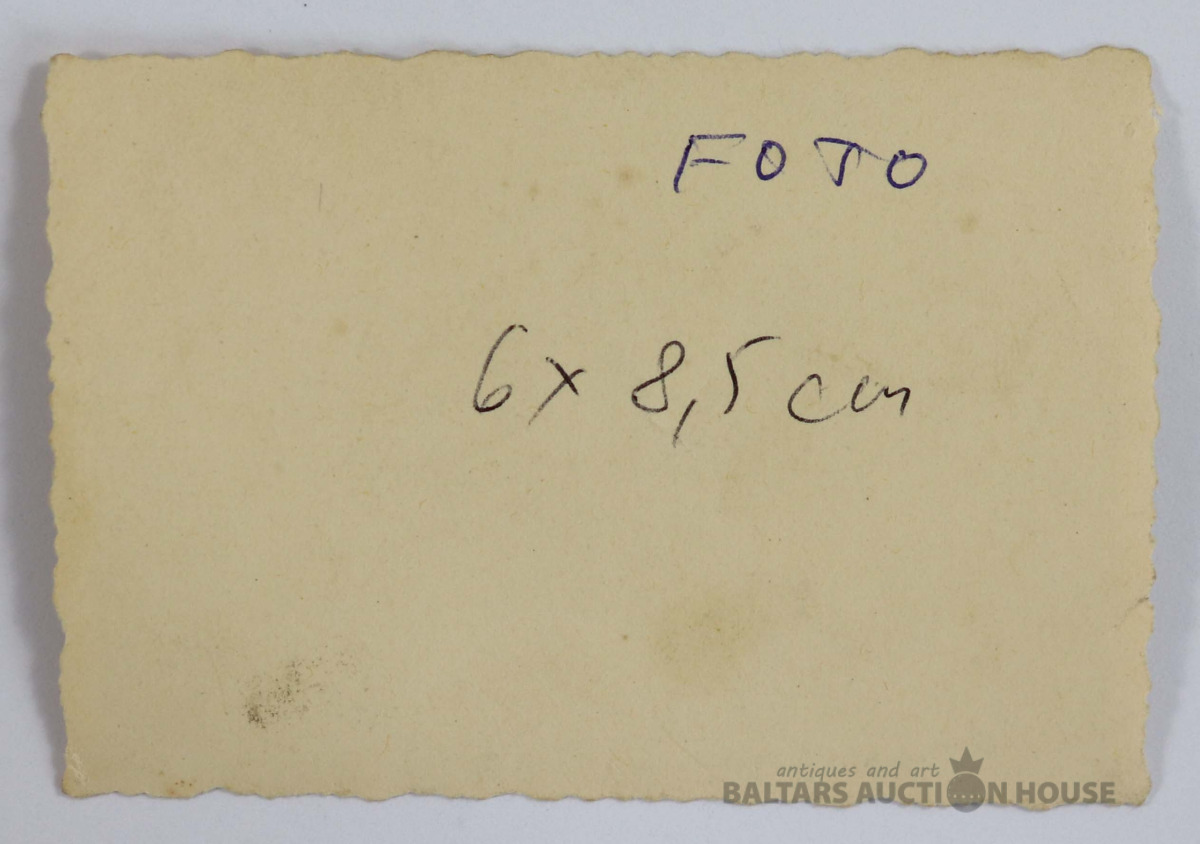 FOTO
6x 8,5 cm
antiques and art
BALTARS AUCTION HOUSE